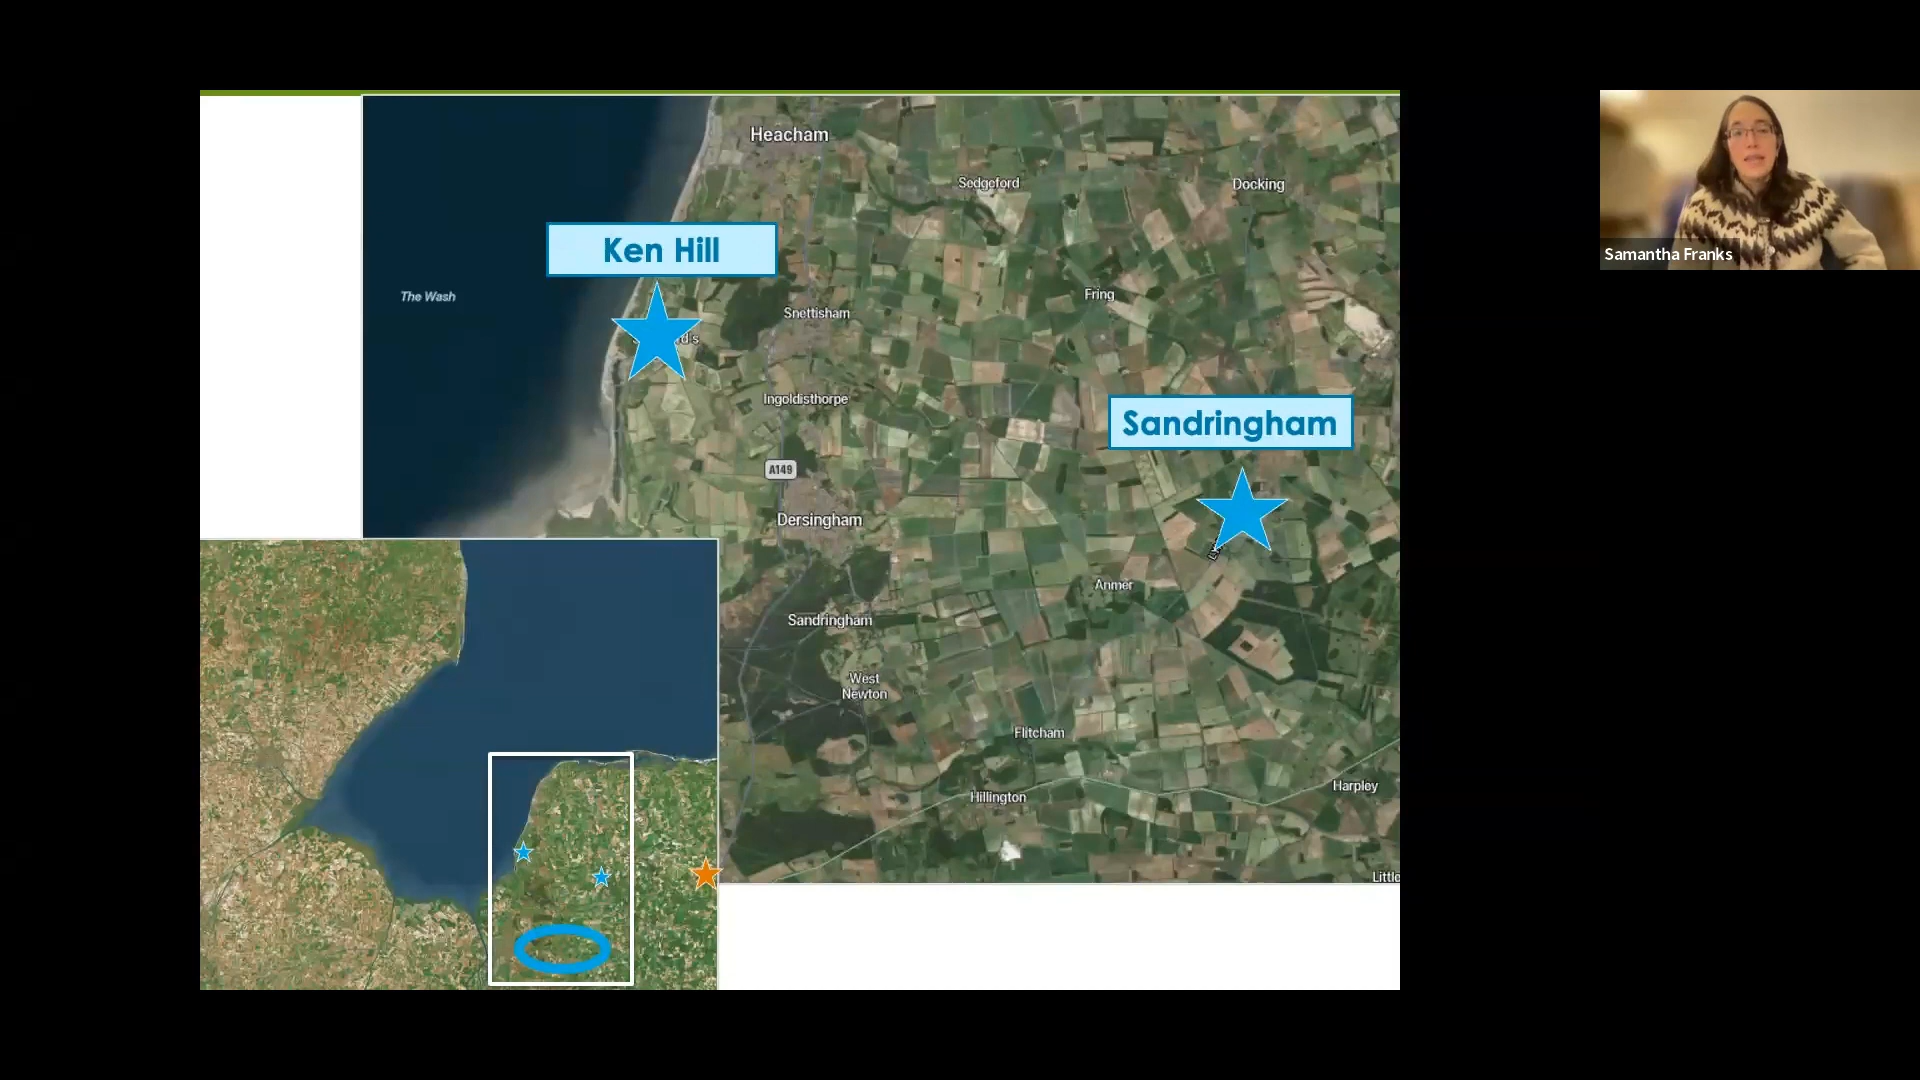 Heacham
Sedgeford
Docking
Ken Hill
The Wash
Fring
Snettisham
Ingoldisthorpe
Sandringham
A149
Dersingham
Anmer
Sandringham
West
Newton
Flitcham
Hillington
Harpley
Little
Samantha Franks